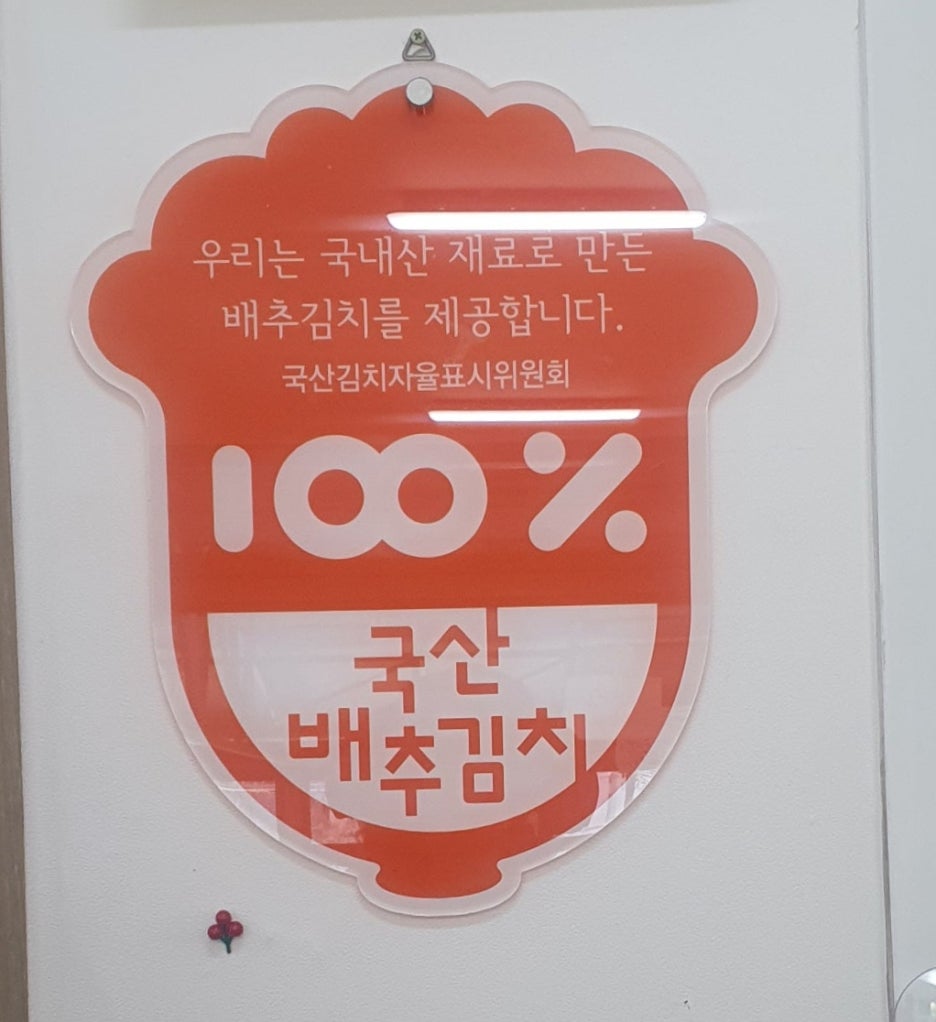 우리는 국내산 재료로 만든
배추김치를 제공합니다.
국산김치자율표시위원회
100%
국산
배추김치